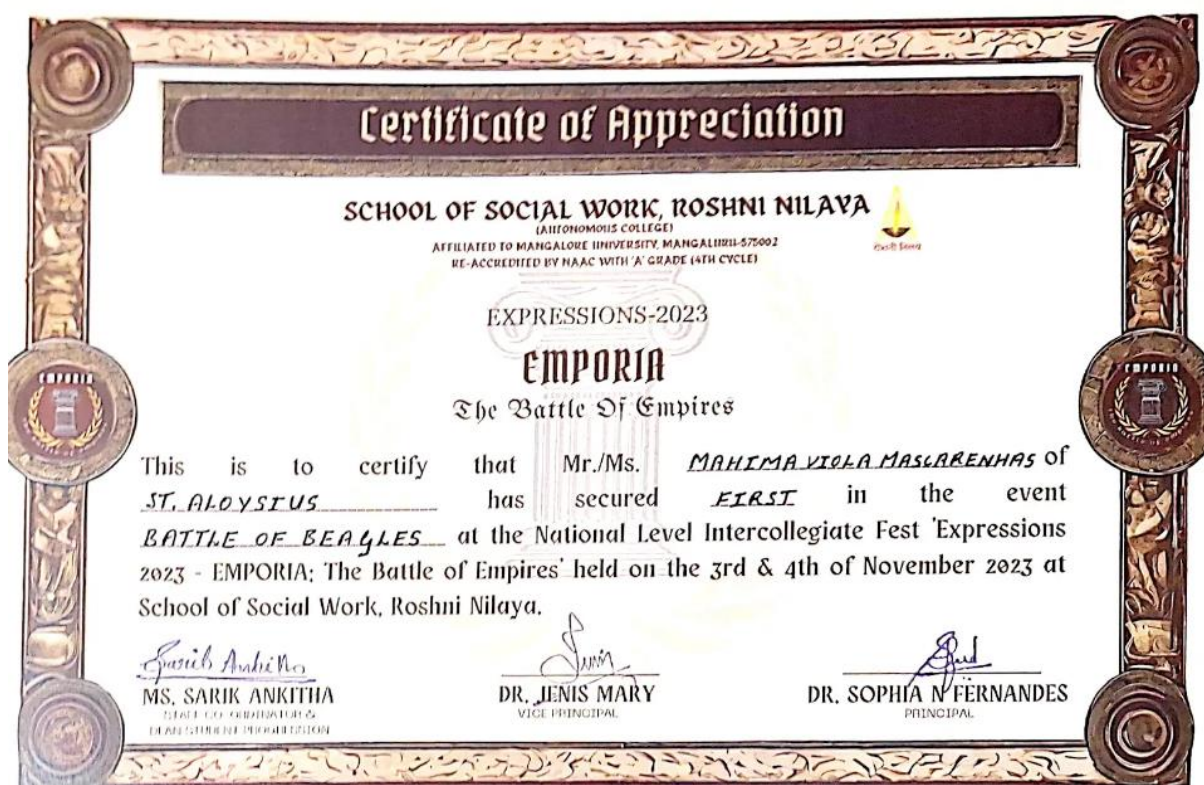 Certificate of Appreciation
SCHOOL OF SOCIAL WORK, ROSHNI NILAYA
(AUTONOMOUS COLLEGE)
AFFILIATED TO MANGALORE UNIVERSITY, MANGALURU-575002
RE-ACCREDITED BY NAAC WITH 'A' GRADE (4TH CYCLE)
EXPRESSIONS-2023
EMPORIA
The Battle Of Empires
EMPORIA
EMPORIA
This is to certify that Mr./Ms. MAHIMA VIOLA MASCARENHAS of
ST. ALOYSIUS has secured FIRST in the event
BATTLE OF BEAGLES at the National Level Intercollegiate Fest 'Expressions
2023 - EMPORIA: The Battle of Empires' held on the 3rd & 4th of November 2023 at
School of Social Work, Roshni Nilaya.
Sarik Ankitha
MS. SARIK ANKITHA
STAFF CO-ORDINATOR &
DEAN STUDENT PROGRESSION
DR. JENIS MARY
VICE PRINCIPAL
DR. SOPHIA N FERNANDES
PRINCIPAL